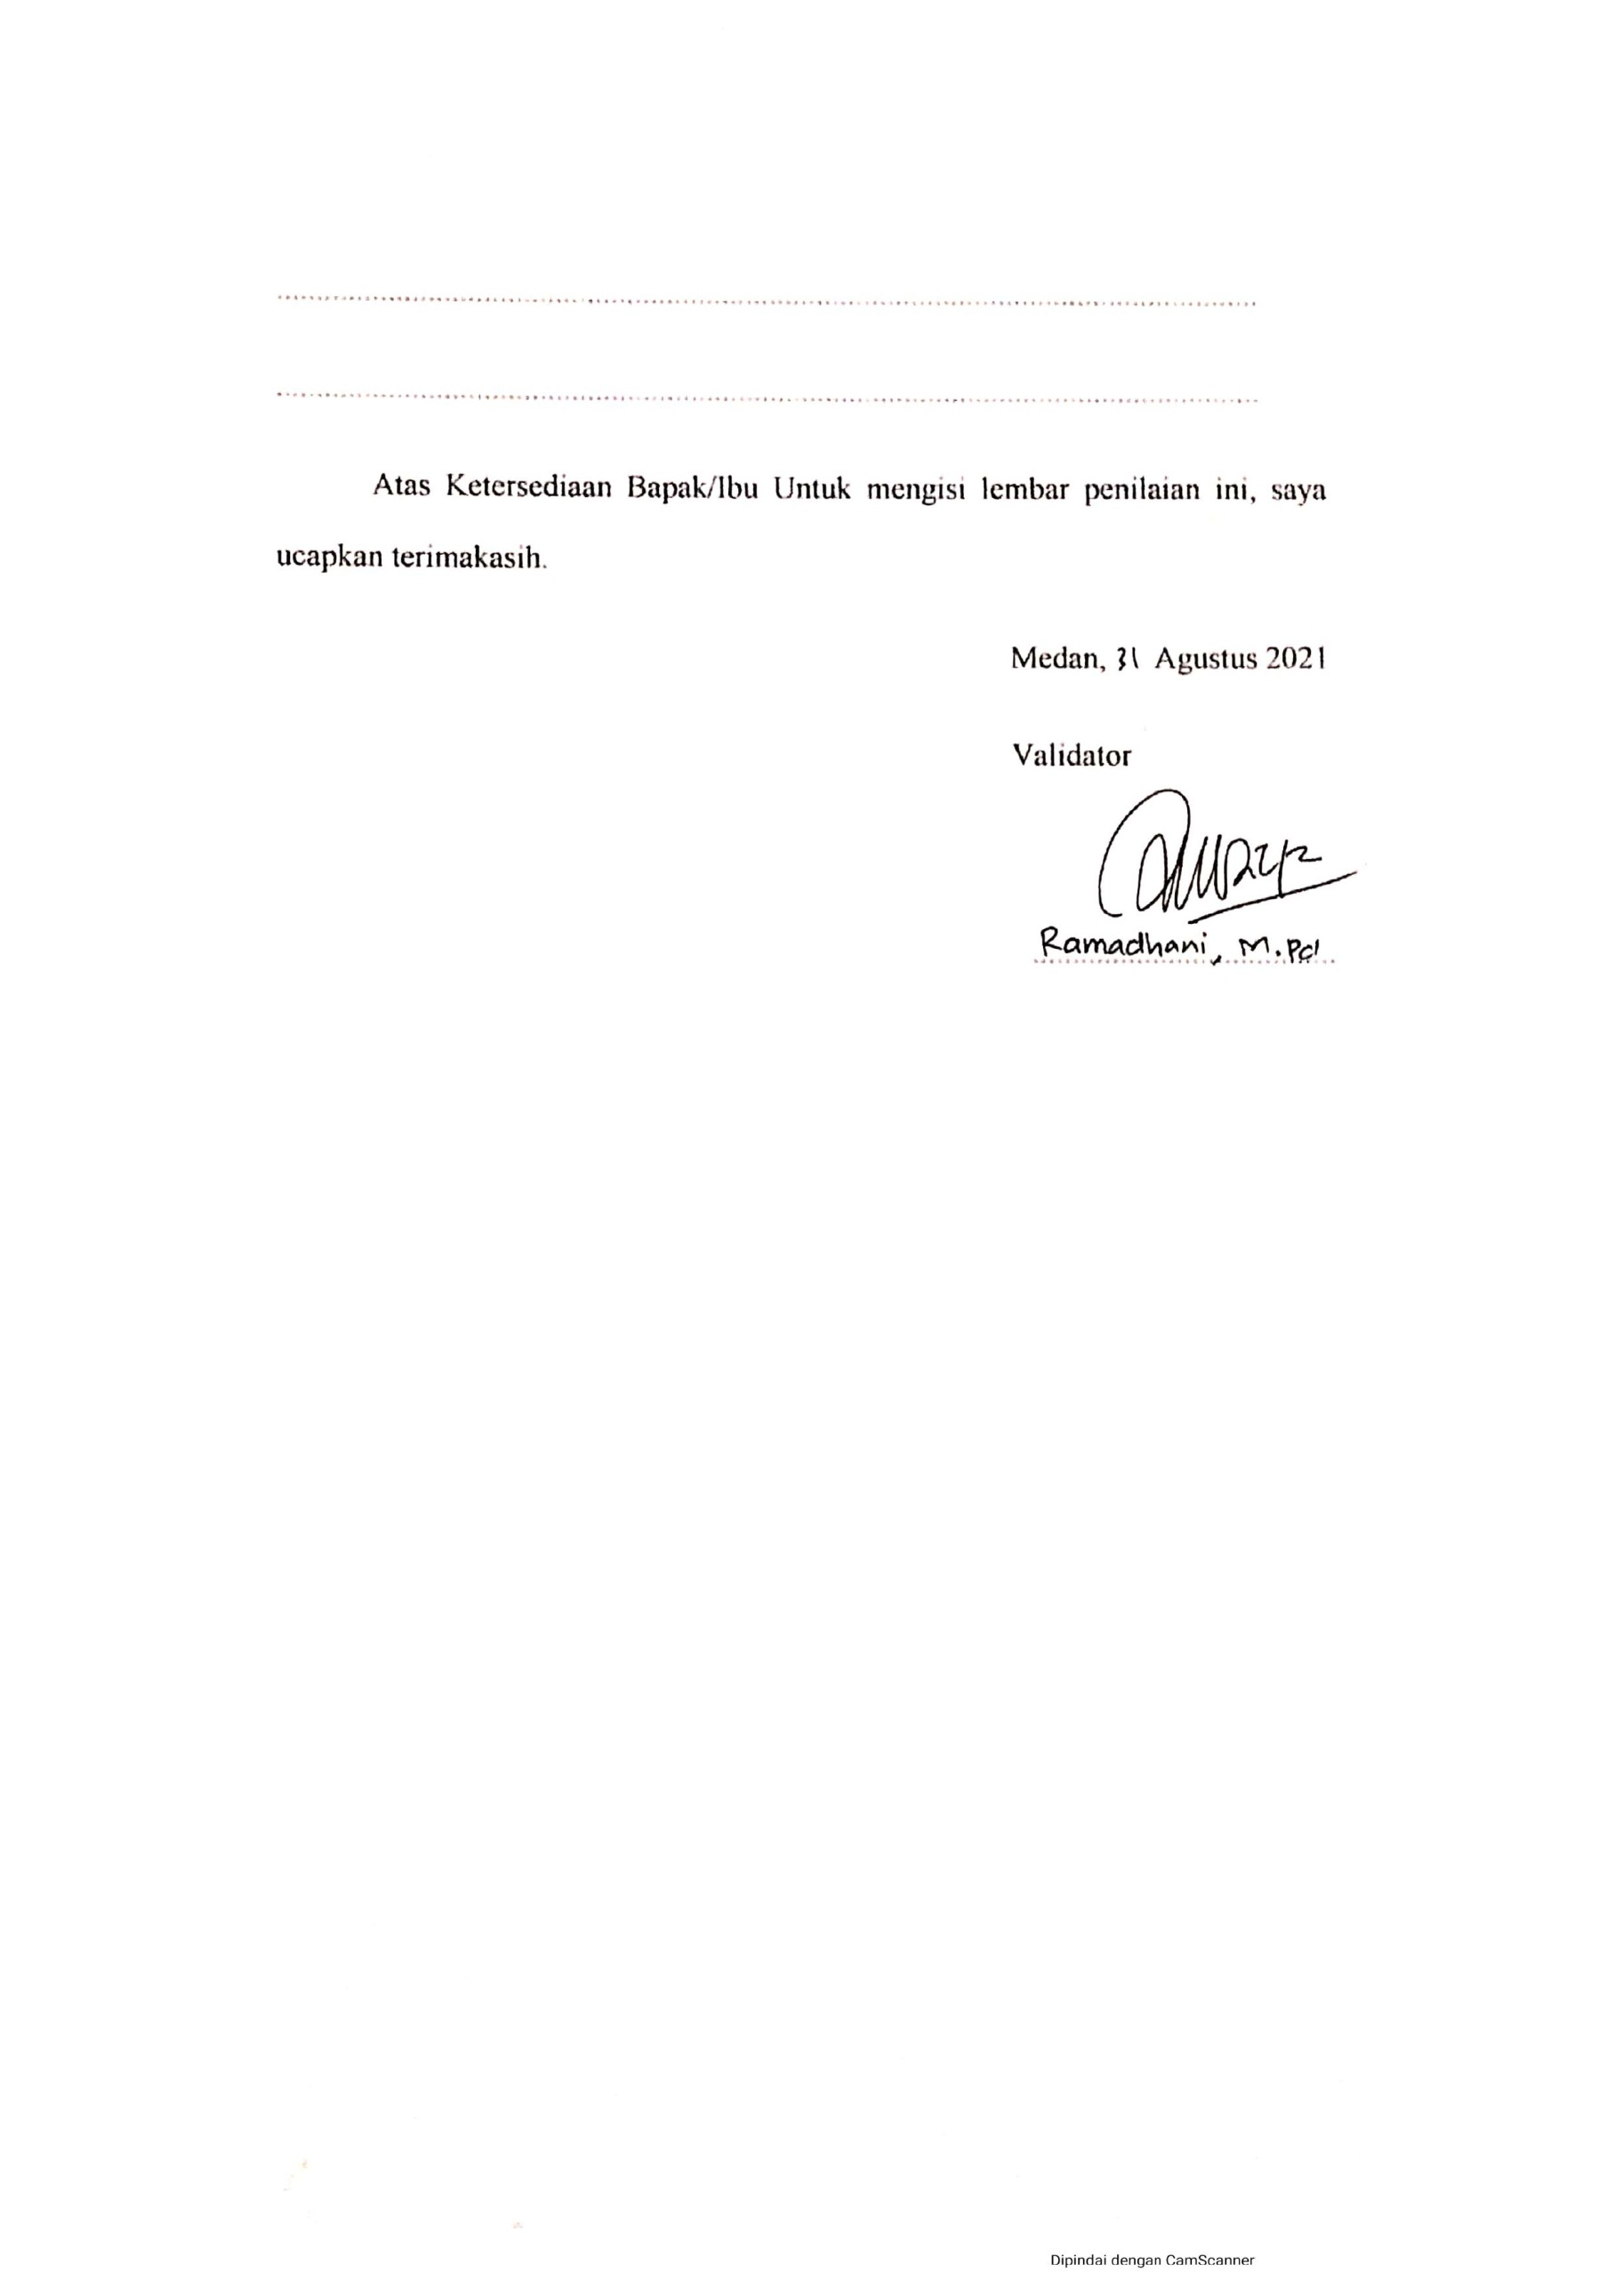 Atas Ketersediaan Bapak/Ibu Untuk mengisi lembar penilaian ini, saya
ucapkan terimakasih.
Medan, 31 Agustus 2021
Validator
Ramadhani, M.Pd
Dipindai dengan CamScanner